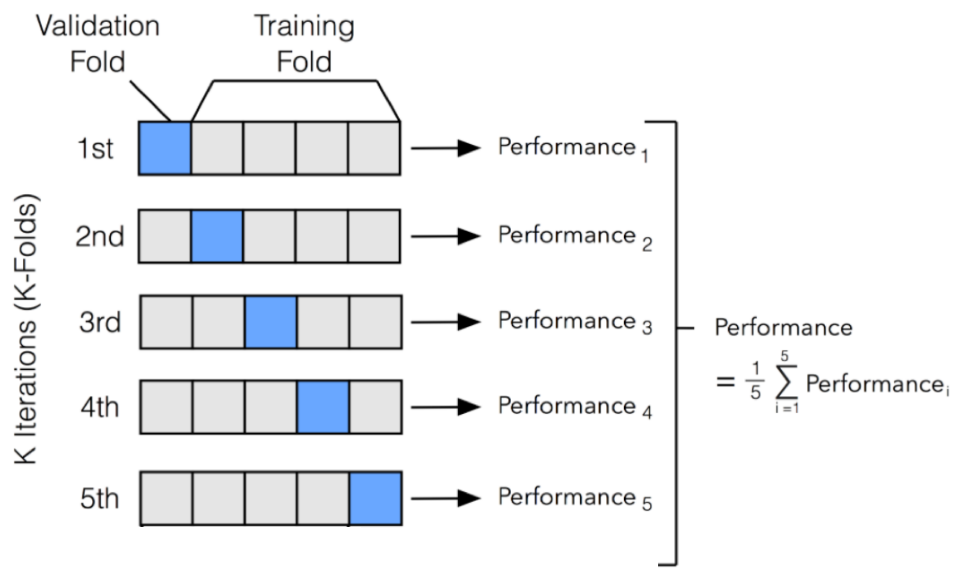 Validation
Fold
Training
Fold
K Iterations (K-Folds)
1st
Performance 1
2nd
Performance 2
3rd
Performance 3
4th
Performance 4
5th
Performance 5
Performance
= 1/5 5 ∑ i=1 Performance i